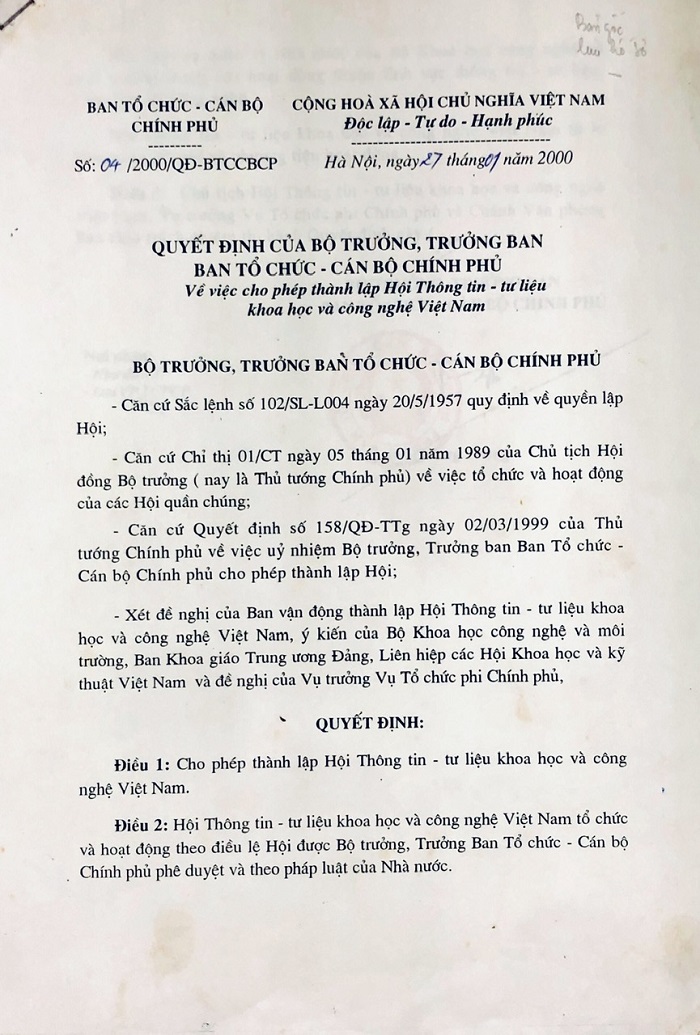 Bản gốc
lưu hồ sơ
BAN TỔ CHỨC - CÁN BỘ
CHÍNH PHỦ
----------
Số: 04 /2000/QĐ-BTCCBCP
CỘNG HOÀ XÃ HỘI CHỦ NGHĨA VIỆT NAM
Độc lập - Tự do - Hạnh phúc
-----------------------------------
Hà Nội, ngày 27 tháng 01 năm 2000
QUYẾT ĐỊNH CỦA BỘ TRƯỞNG, TRƯỞNG BAN
BAN TỔ CHỨC - CÁN BỘ CHÍNH PHỦ
Về việc cho phép thành lập Hội Thông tin - tư liệu
khoa học và công nghệ Việt Nam
BỘ TRƯỞNG, TRƯỞNG BAN TỔ CHỨC - CÁN BỘ CHÍNH PHỦ
- Căn cứ Sắc lệnh số 102/SL-L004 ngày 20/5/1957 quy định về quyền lập
Hội;
- Căn cứ Chỉ thị 01/CT ngày 05 tháng 01 năm 1989 của Chủ tịch Hội
đồng Bộ trưởng ( nay là Thủ tướng Chính phủ) về việc tổ chức và hoạt động
của các Hội quần chúng;
- Căn cứ Quyết định số 158/QĐ-TTg ngày 02/03/1999 của Thủ
tướng Chính phủ về việc uỷ nhiệm Bộ trưởng, Trưởng ban Ban Tổ chức -
Cán bộ Chính phủ cho phép thành lập Hội;
- Xét đề nghị của Ban vận động thành lập Hội Thông tin - tư liệu khoa
học và công nghệ Việt Nam, ý kiến của Bộ Khoa học công nghệ và môi
trường, Ban Khoa giáo Trung ương Đảng, Liên hiệp các Hội Khoa học và kỹ
thuật Việt Nam và đề nghị của Vụ trưởng Vụ Tổ chức phi Chính phủ,
QUYẾT ĐỊNH:
Điều 1: Cho phép thành lập Hội Thông tin - tư liệu khoa học và công
nghệ Việt Nam.
Điều 2: Hội Thông tin - tư liệu khoa học và công nghệ Việt Nam tổ chức
và hoạt động theo điều lệ Hội được Bộ trưởng, Trưởng Ban Tổ chức - Cán bộ
Chính phủ phê duyệt và theo pháp luật của Nhà nước.